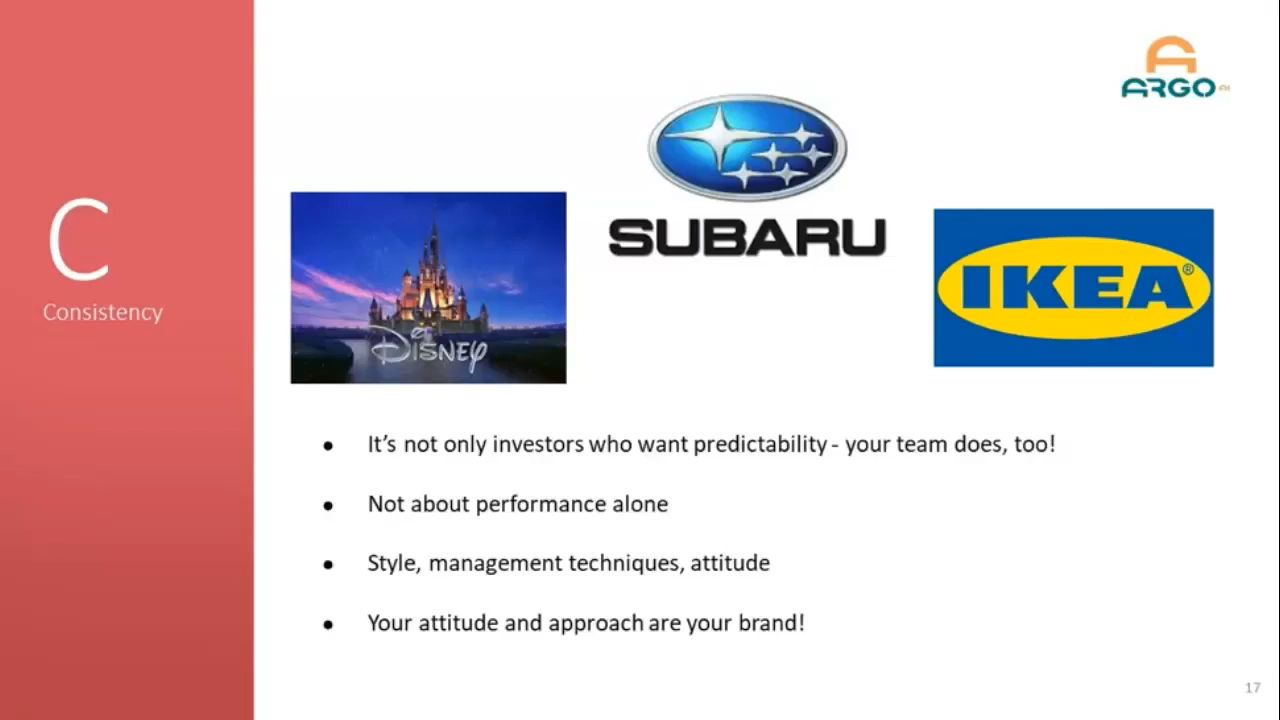 C
Consistency
DISNEY
SUBARU
IKEA®
ARGO AI
It’s not only investors who want predictability - your team does, too!
Not about performance alone
Style, management techniques, attitude
Your attitude and approach are your brand!
17